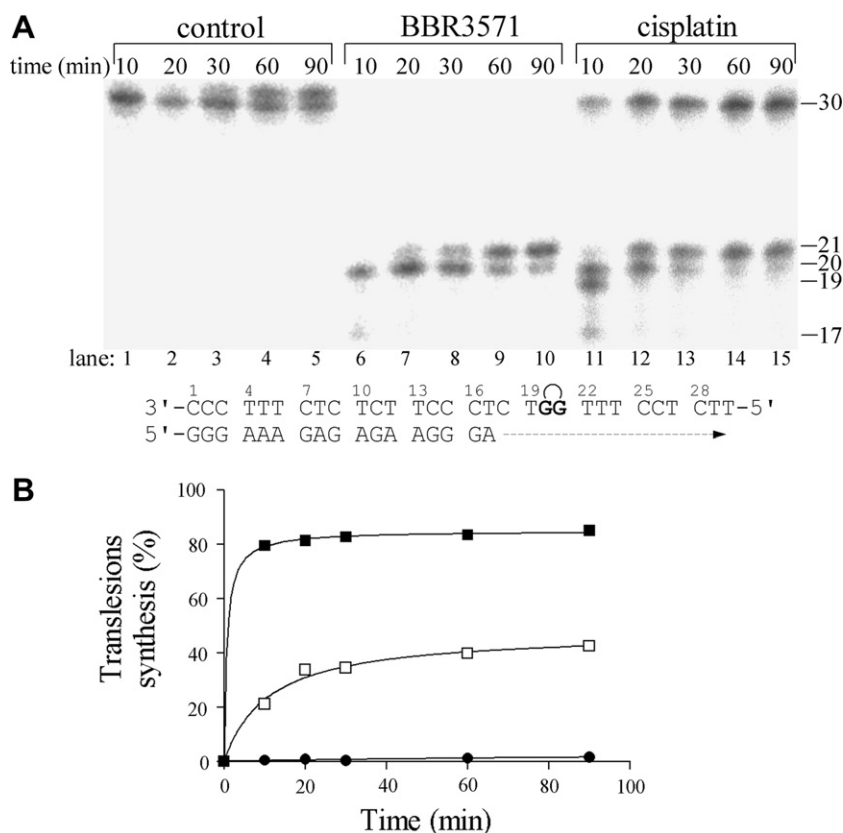 A
control BBR3571 cisplatin
time (min) 10 20 30 60 90 10 20 30 60 90 10 20 30 60 90
–30
–21
–20
–19
–17
lane: 1 2 3 4 5 6 7 8 9 10 11 12 13 14 15
1 4 7 10 13 16 19 22 25 28
3'-CCC TTT CTC TCT TCC CTC TGG TTT CCT CTT-5'
5'-GGG AAA GAG AGA AGG GA
B
Translesions
synthesis (%)
100
80
60
40
20
0
0 20 40 60 80 100
Time (min)